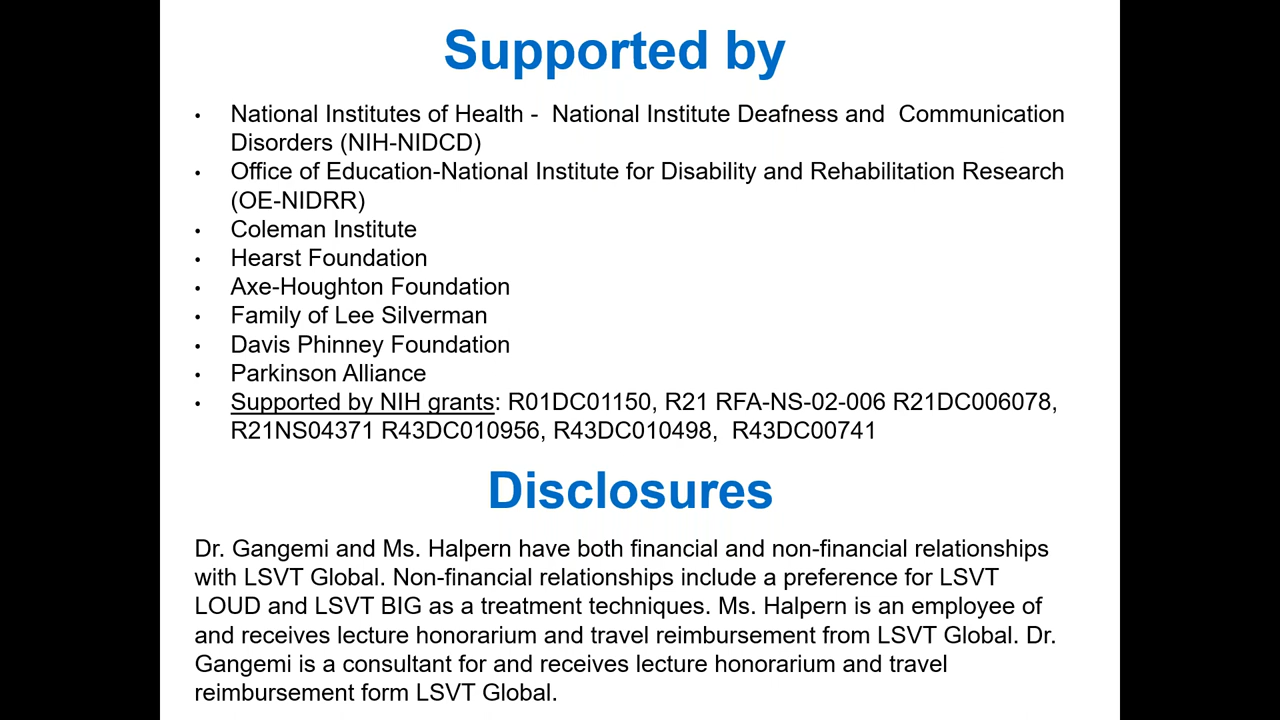 Supported by
• National Institutes of Health -  National Institute Deafness and  Communication
Disorders (NIH-NIDCD)
• Office of Education-National Institute for Disability and Rehabilitation Research
(OE-NIDRR)
• Coleman Institute
• Hearst Foundation
• Axe-Houghton Foundation
• Family of Lee Silverman
• Davis Phinney Foundation
• Parkinson Alliance
• Supported by NIH grants: R01DC01150, R21 RFA-NS-02-006 R21DC006078,
R21NS04371 R43DC010956, R43DC010498,  R43DC00741
Disclosures
Dr. Gangemi and Ms. Halpern have both financial and non-financial relationships
with LSVT Global. Non-financial relationships include a preference for LSVT
LOUD and LSVT BIG as a treatment techniques. Ms. Halpern is an employee of
and receives lecture honorarium and travel reimbursement from LSVT Global. Dr.
Gangemi is a consultant for and receives lecture honorarium and travel
reimbursement form LSVT Global.